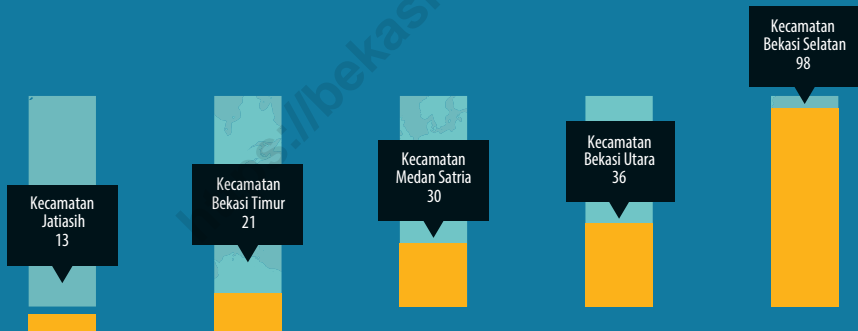 Kecamatan
Jatiasih
13
Kecamatan
Bekasi Timur
21
Kecamatan
Medan Satria
30
Kecamatan
Bekasi Utara
36
Kecamatan
Bekasi Selatan
98